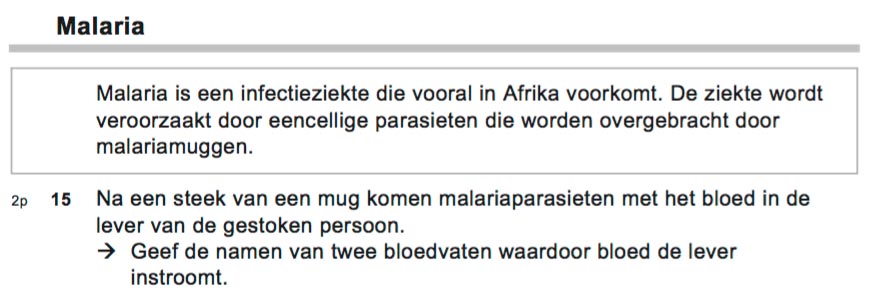 Malaria
Malaria is een infectieziekte die vooral in Afrika voorkomt. De ziekte wordt
veroorzaakt door eencellige parasieten die worden overgebracht door
malariamuggen.
2p 15 Na een steek van een mug komen malariaparasieten met het bloed in de
lever van de gestoken persoon.
→ Geef de namen van twee bloedvaten waardoor bloed de lever
instroomt.